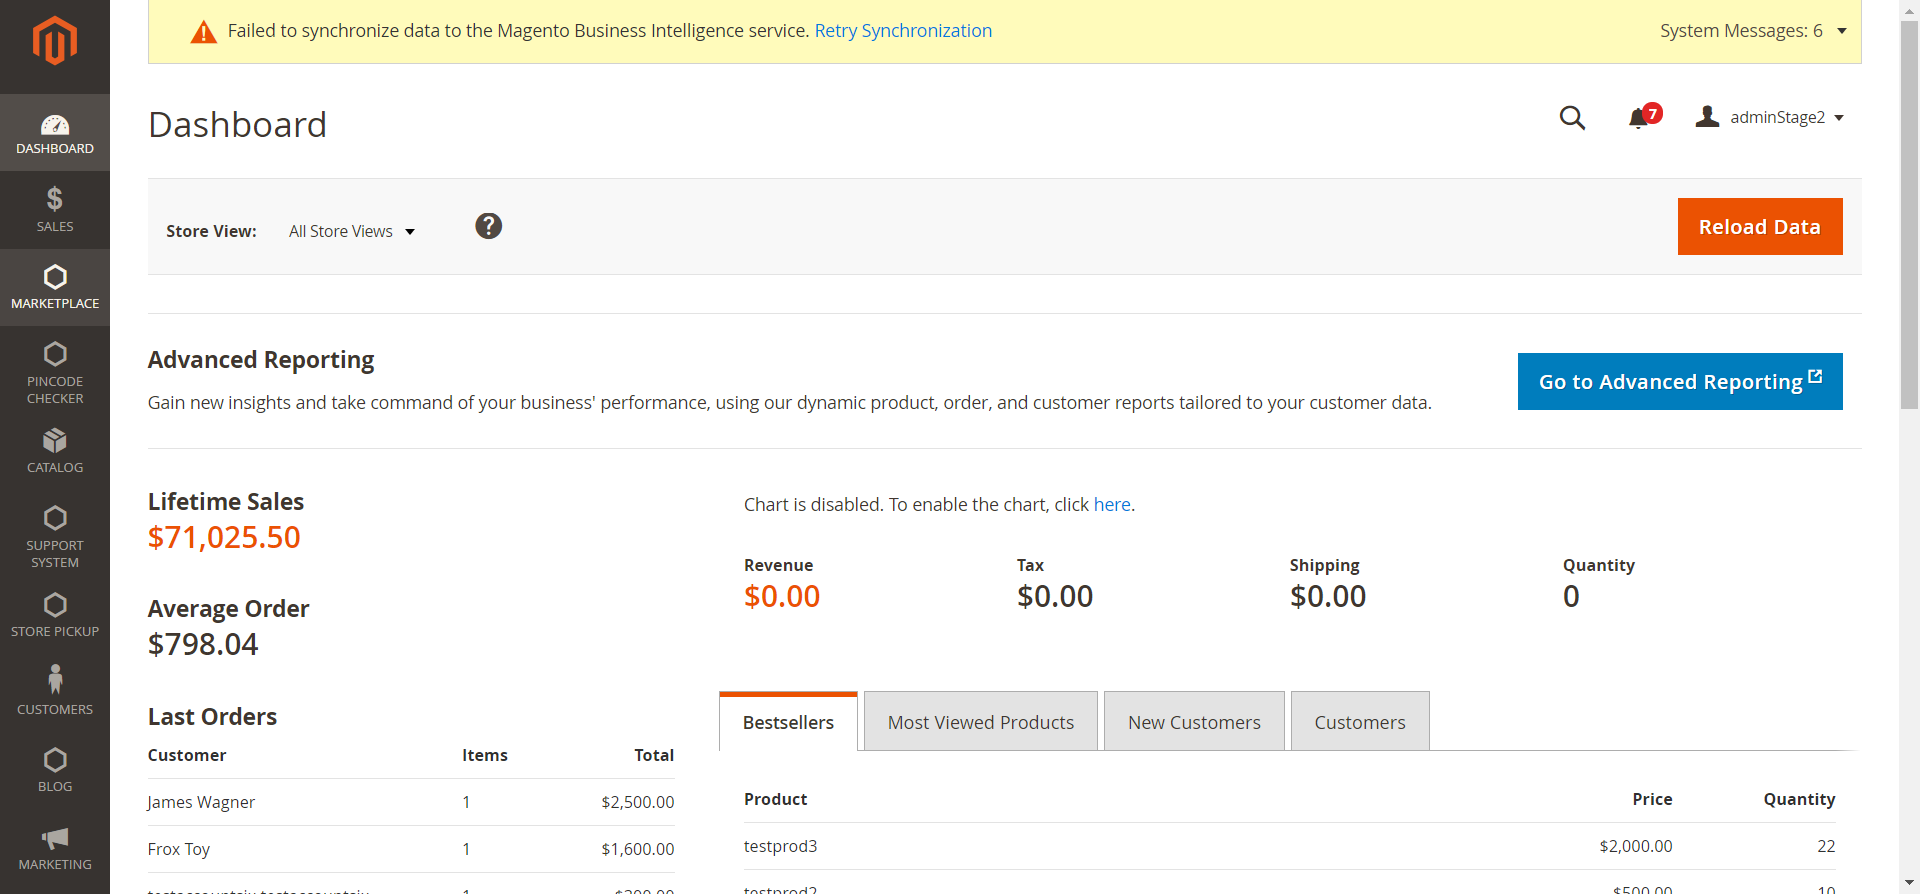 Failed to synchronize data to the Magento Business Intelligence service. Retry Synchronization
System Messages: 6
Dashboard
7
adminStage2
DASHBOARD
SALES
MARKETPLACE
PINCODE
CHECKER
CATALOG
SUPPORT
SYSTEM
STORE PICKUP
CUSTOMERS
BLOG
MARKETING
Store View:
All Store Views
?
Reload Data
Advanced Reporting
Gain new insights and take command of your business' performance, using our dynamic product, order, and customer reports tailored to your customer data.
Go to Advanced Reporting
Lifetime Sales
$71,025.50
Average Order
$798.04
Chart is disabled. To enable the chart, click here.
Revenue Tax Shipping Quantity
$0.00 $0.00 $0.00 0
Last Orders
Customer Items Total
James Wagner 1 $2,500.00
Frox Toy 1 $1,600.00
Bestsellers Most Viewed Products New Customers Customers
Product Price Quantity
testprod3 $2,000.00 22
testprod2 $500.00 10